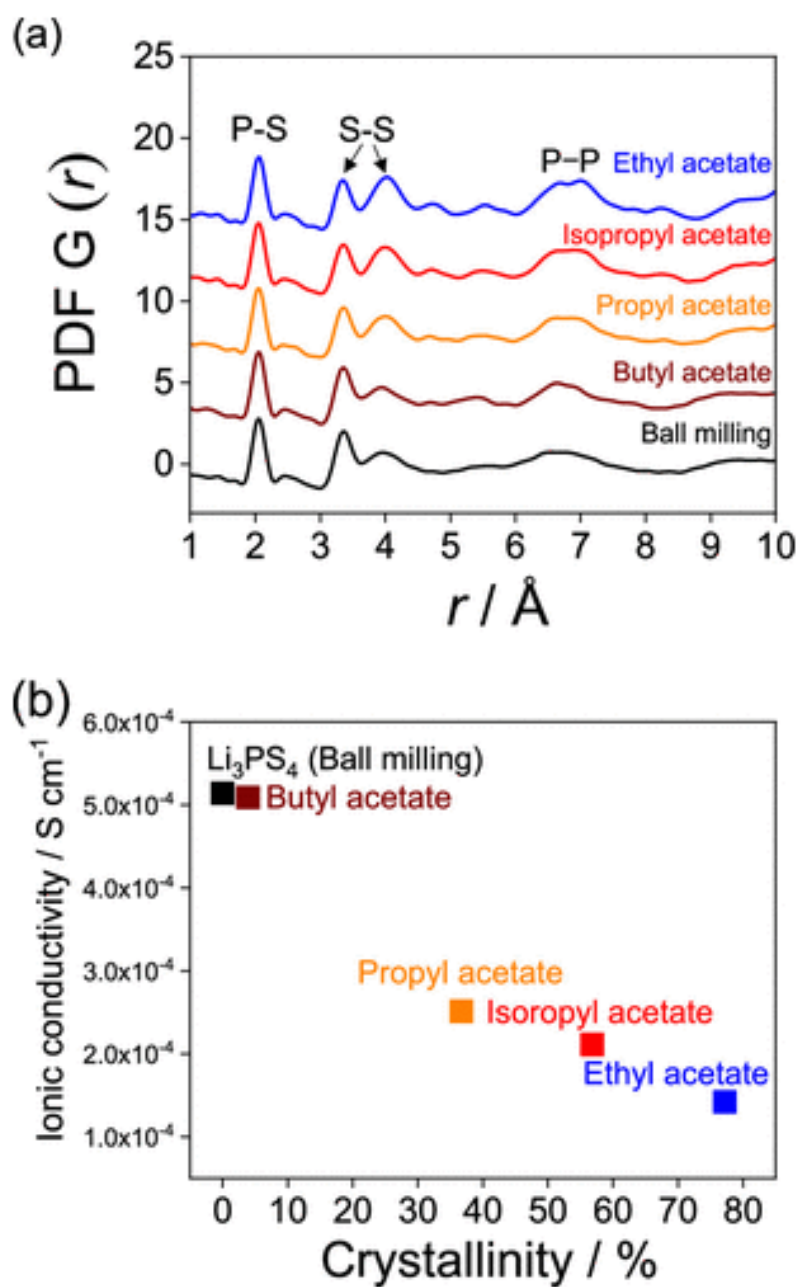 (a)
25
20
15
10
5
0
PDF G (r)
P-S
S-S
P–P
Ethyl acetate
Isopropyl acetate
Propyl acetate
Butyl acetate
Ball milling
1 2 3 4 5 6 7 8 9 10
r / Å
(b)
6.0x10⁻⁴
5.0x10⁻⁴
4.0x10⁻⁴
3.0x10⁻⁴
2.0x10⁻⁴
1.0x10⁻⁴
Ionic conductivity / S cm⁻¹
Li₃PS₄ (Ball milling)
Butyl acetate
Propyl acetate
Isoropyl acetate
Ethyl acetate
0 10 20 30 40 50 60 70 80
Crystallinity / %